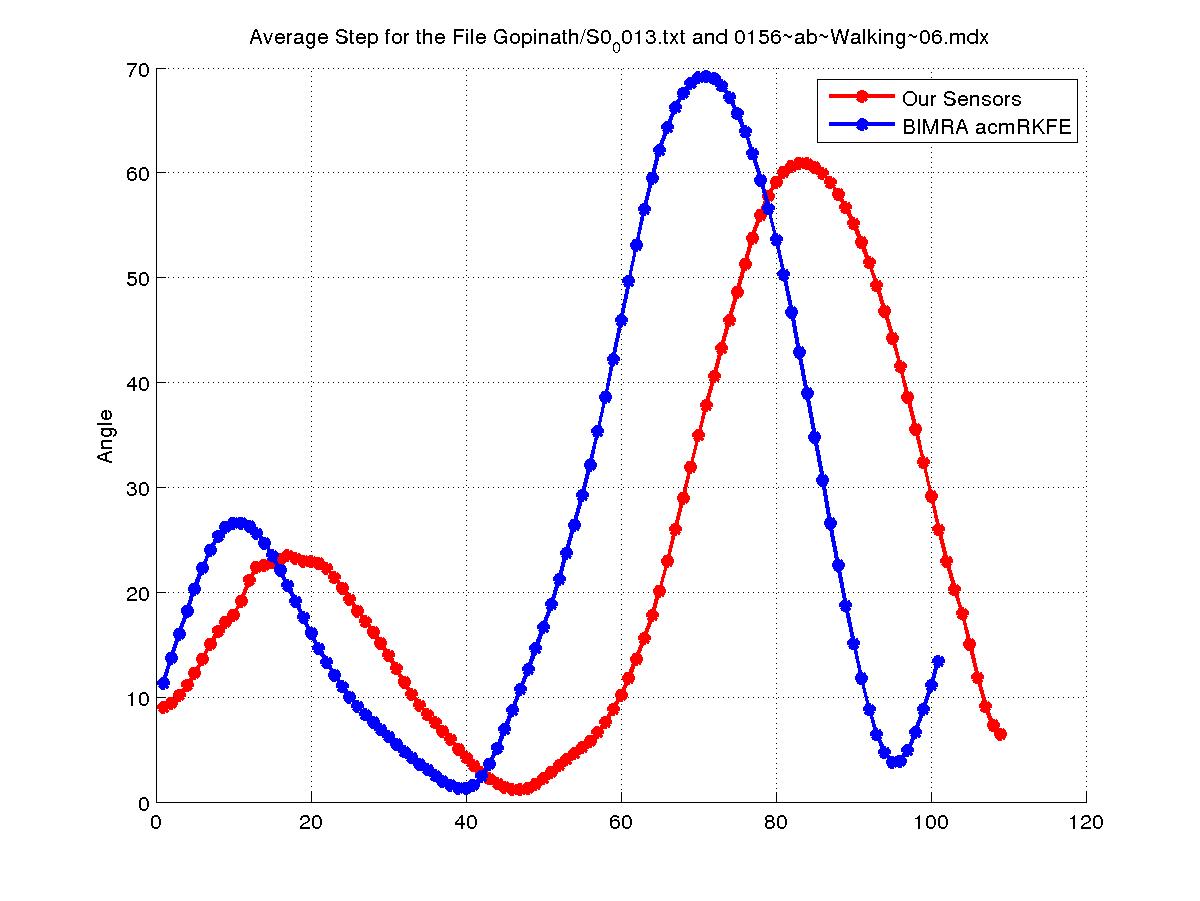 Average Step for the File Gopinath/S0₀013.txt and 0156~ab~Walking~06.mdx
70
60
50
40
30
20
10
0
Angle
Our Sensors
BIMRA acmRKFE
0 20 40 60 80 100 120